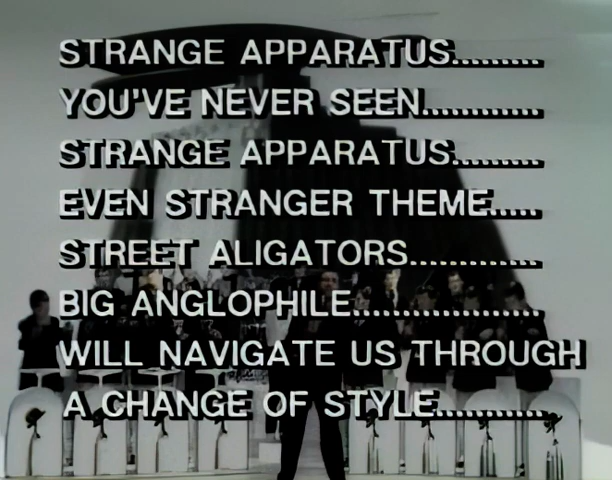 STRANGE APPARATUS.........
YOU'VE NEVER SEEN............
STRANGE APPARATUS.........
EVEN STRANGER THEME.....
STREET ALIGATORS.............
BIG ANGLOPHILE...................
WILL NAVIGATE US THROUGH
A CHANGE OF STYLE............